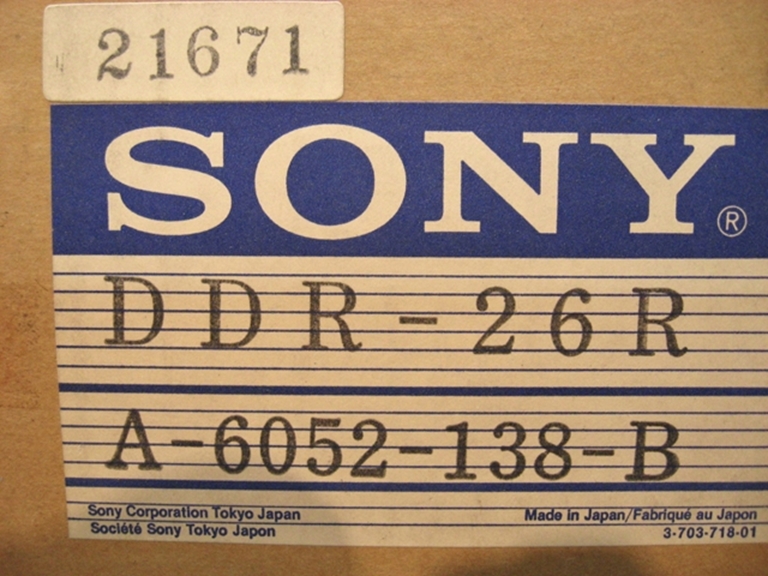 21671
SONY®
DDR-26R
A-6052-138-B
Sony Corporation Tokyo Japan
Société Sony Tokyo Japon
Made in Japan/Fabriqué au Japon
3-703-718-01